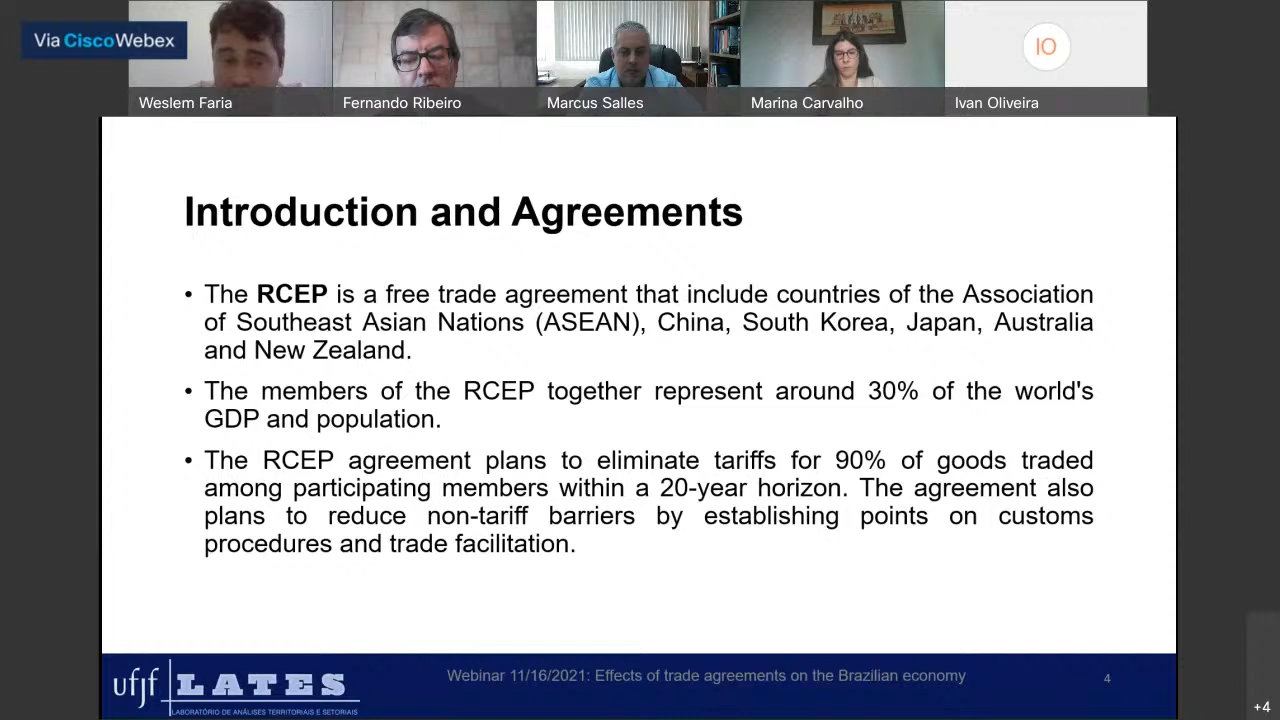 Via Cisco Webex
Weslem Faria
Fernando Ribeiro
Marcus Salles
Marina Carvalho
IO
Ivan Oliveira
Introduction and Agreements
• The RCEP is a free trade agreement that include countries of the Association
of Southeast Asian Nations (ASEAN), China, South Korea, Japan, Australia
and New Zealand.
• The members of the RCEP together represent around 30% of the world's
GDP and population.
• The RCEP agreement plans to eliminate tariffs for 90% of goods traded
among participating members within a 20-year horizon. The agreement also
plans to reduce non-tariff barriers by establishing points on customs
procedures and trade facilitation.
ufjf LATES
LABORATÓRIO DE ANÁLISES TERRITORIAIS E SETORIAIS
Webinar 11/16/2021: Effects of trade agreements on the Brazilian economy
4
+4